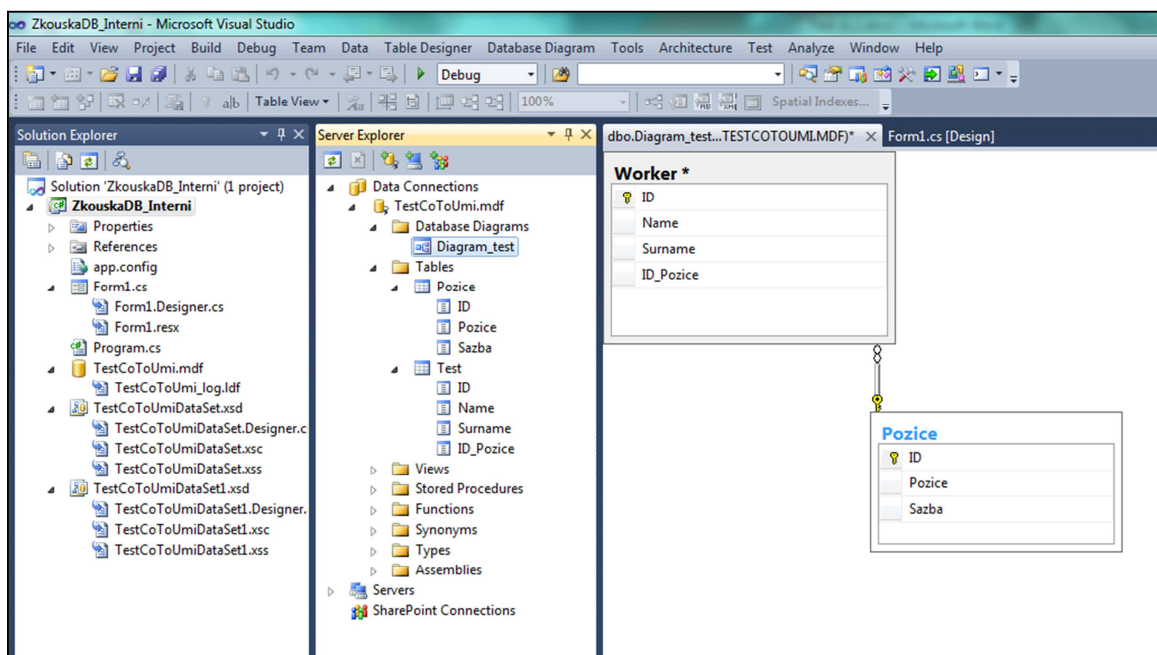 ZkouskaDB_Interni - Microsoft Visual Studio
File Edit View Project Build Debug Team Data Table Designer Database Diagram Tools Architecture Test Analyze Window Help
Debug
Table View 100% Spatial Indexes...
Solution Explorer
Solution 'ZkouskaDB_Interni' (1 project)
ZkouskaDB_Interni
Properties
References
app.config
Form1.cs
Form1.Designer.cs
Form1.resx
Program.cs
TestCoToUmi.mdf
TestCoToUmi_log.ldf
TestCoToUmiDataSet.xsd
TestCoToUmiDataSet.Designer.c
TestCoToUmiDataSet.xsc
TestCoToUmiDataSet.xss
TestCoToUmiDataSet1.xsd
TestCoToUmiDataSet1.Designer.
TestCoToUmiDataSet1.xsc
TestCoToUmiDataSet1.xss
Server Explorer
Data Connections
TestCoToUmi.mdf
Database Diagrams
Diagram_test
Tables
Pozice
ID
Pozice
Sazba
Test
ID
Name
Surname
ID_Pozice
Views
Stored Procedures
Functions
Synonyms
Types
Assemblies
Servers
SharePoint Connections
dbo.Diagram_test...TESTCOTOUMI.MDF)* Form1.cs [Design]
Worker *
ID
Name
Surname
ID_Pozice
Pozice
ID
Pozice
Sazba